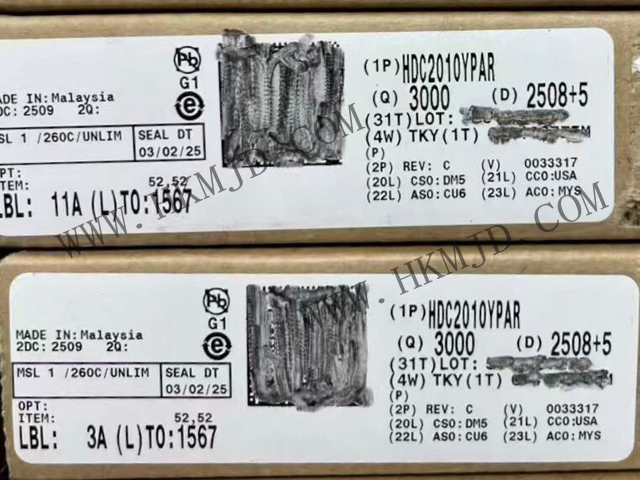 Pb
G1
e
MADE IN:Malaysia
2DC: 2509 2Q:
MSL 1 /260C/UNLIM
SEAL DT
03/02/25
OPT:
ITEM:
52,52
LBL: 11A (L)TO:1567
(1P)HDC2010YPAR
(Q) 3000 (D) 2508+5
(31T)LOT:
(4W) TKY(1T)
(P)
(2P) REV: C (V) 0033317
(20L) CSO:DM5 (21L) CCO:USA
(22L) ASO:CU6 (23L) ACO:MYS
WWW.HKMJD.COM
Pb
G1
e
MADE IN:Malaysia
2DC: 2509 2Q:
MSL 1 /260C/UNLIM
SEAL DT
03/02/25
OPT:
ITEM:
52,52
LBL: 3A (L)TO:1567
(1P)HDC2010YPAR
(Q) 3000 (D) 2508+5
(31T)LOT:
(4W) TKY(1T)
(P)
(2P) REV: C (V) 0033317
(20L) CSO:DM5 (21L) CCO:USA
(22L) ASO:CU6 (23L) ACO:MYS
WWW.HKMJD.COM